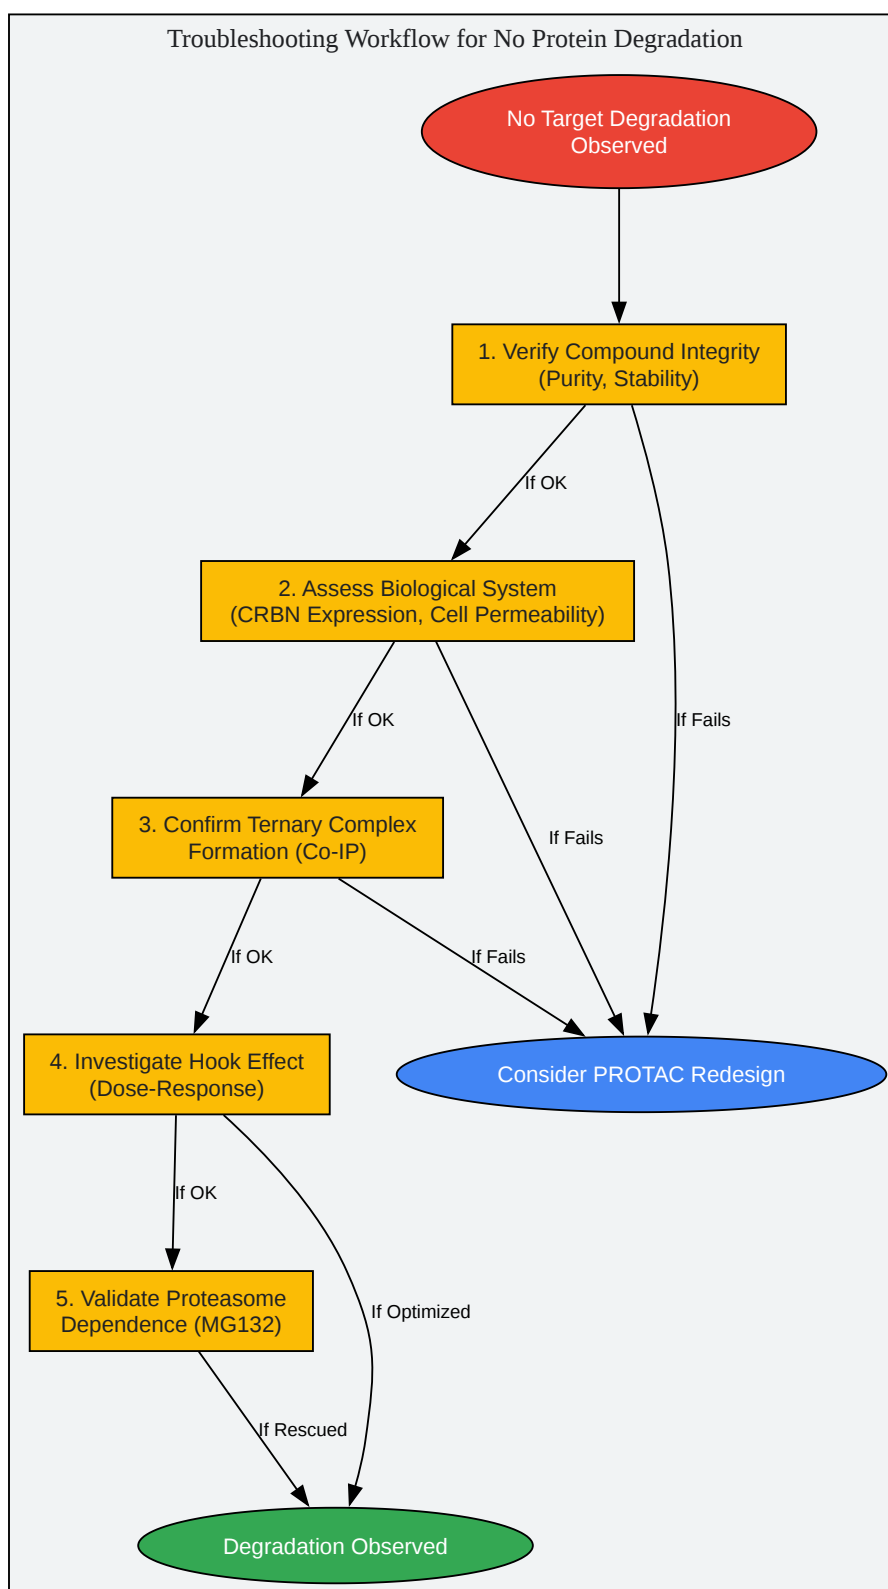 Troubleshooting Workflow for No Protein Degradation
No Target Degradation
Observed
1. Verify Compound Integrity
(Purity, Stability)
If OK
2. Assess Biological System
(CRBN Expression, Cell Permeability)
If OK
If Fails
3. Confirm Ternary Complex
Formation (Co-IP)
If Fails
If OK
If Fails
4. Investigate Hook Effect
(Dose-Response)
Consider PROTAC Redesign
If OK
5. Validate Proteasome
Dependence (MG132)
If Optimized
If Rescued
Degradation Observed